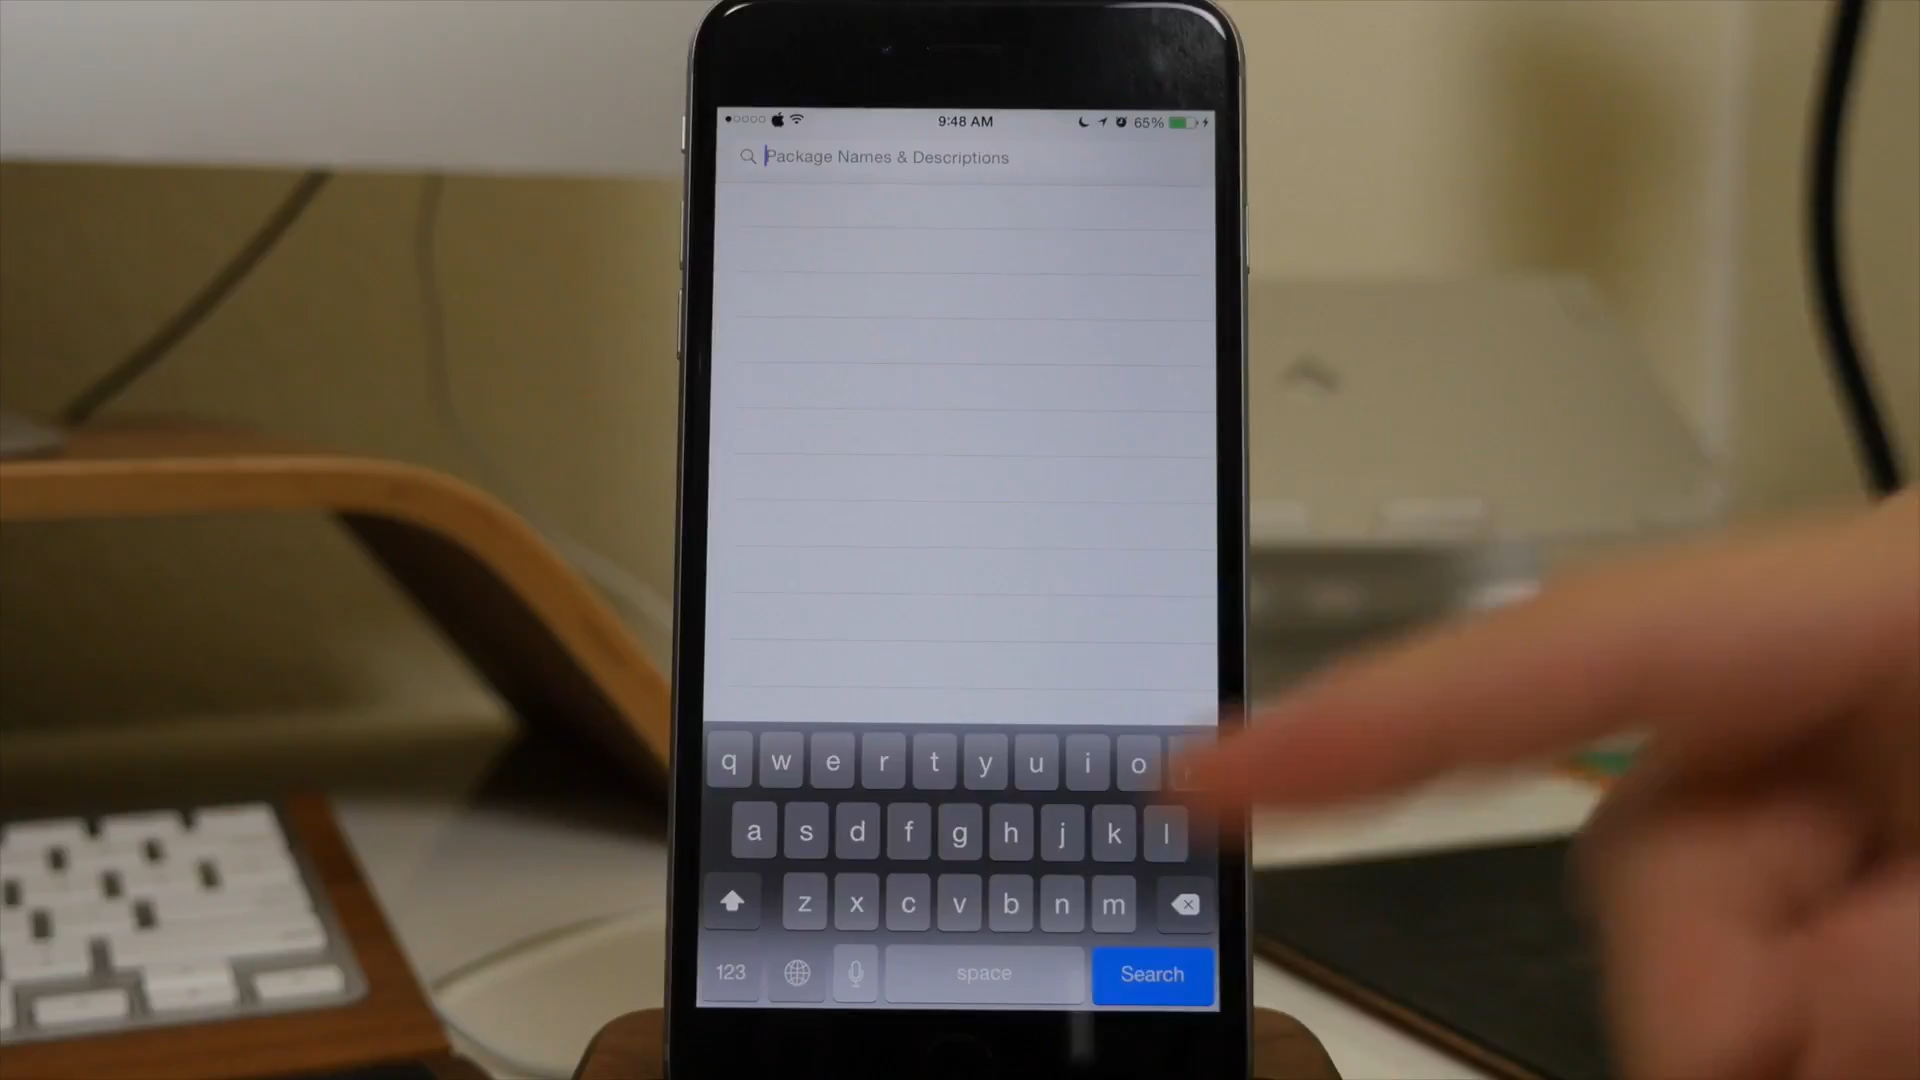 9:48 AM 65%
Package Names & Descriptions
q w e r t y u i o
a s d f g h j k l
z x c v b n m
123 space Search